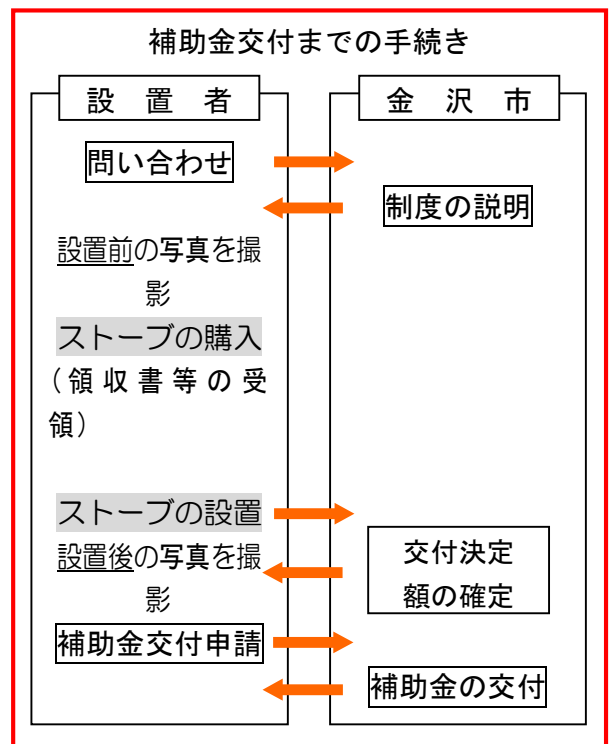 補助金交付までの手続き
設置者
金沢市
問い合わせ
制度の説明
設置前の写真を撮
影
ストーブの購入
(領収書等の受
領)
ストーブの設置
設置後の写真を撮
影
交付決定
額の確定
補助金交付申請
補助金の交付